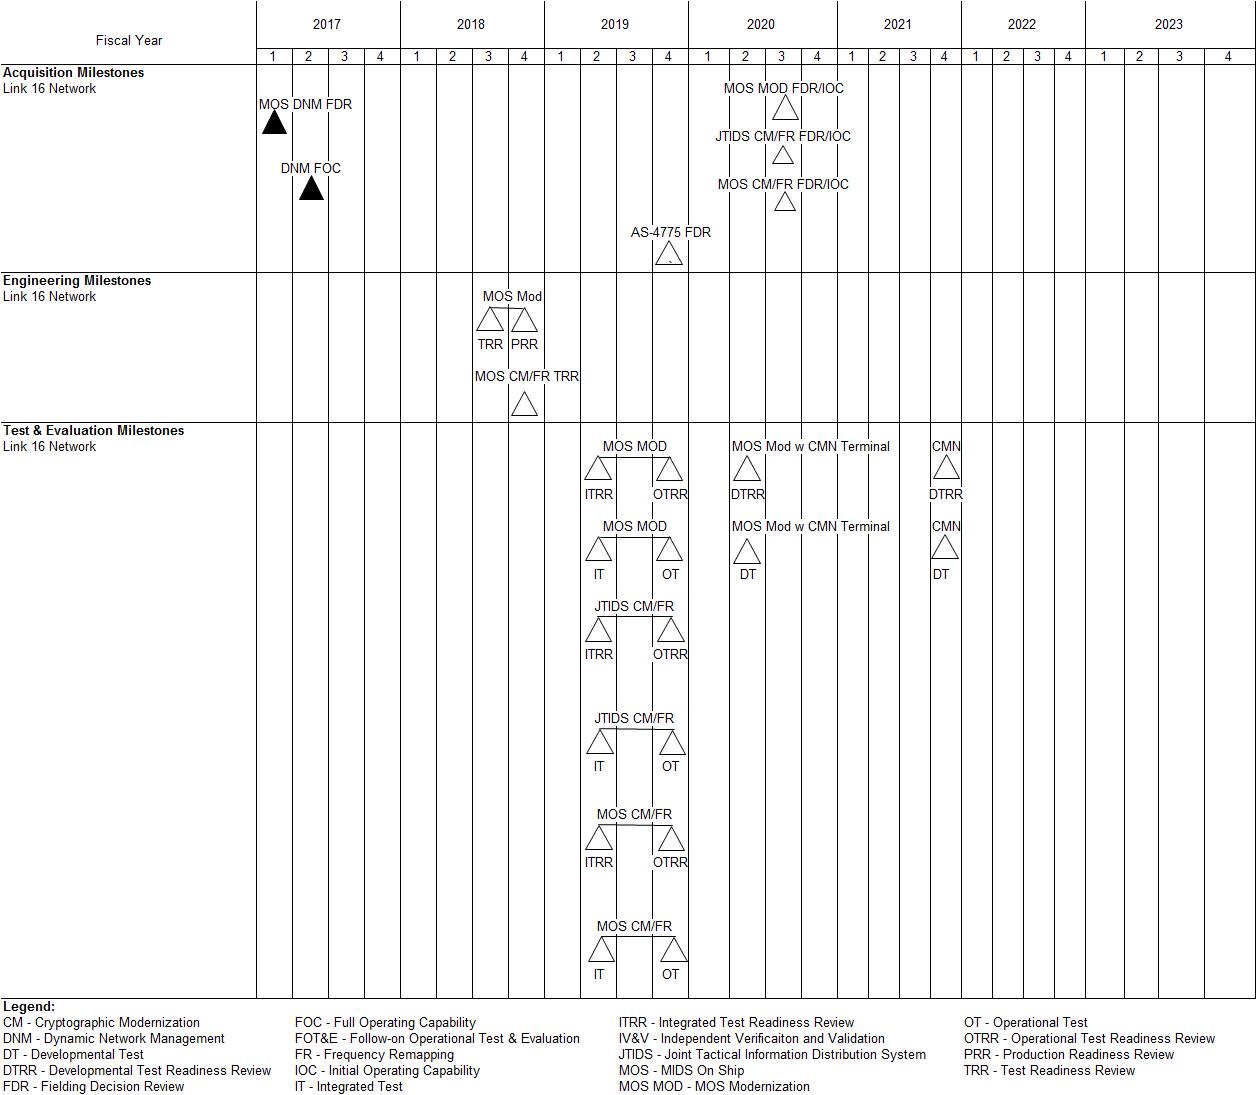 Fiscal Year
2017 2018 2019 2020 2021 2022 2023
1 2 3 4 1 2 3 4 1 2 3 4 1 2 3 4 1 2 3 4 1 2 3 4 1 2 3 4
Acquisition Milestones
Link 16 Network
MOS MOD FDR/IOC
MOS DNM FDR
JTIDS CM/FR FDR/IOC
DNM FOC
MOS CM/FR FDR/IOC
AS-4775 FDR
Engineering Milestones
Link 16 Network
MOS Mod
TRR PRR
MOS CM/FR TRR
Test & Evaluation Milestones
Link 16 Network
MOS MOD MOS Mod w CMN Terminal CMN
ITRR OTRR DTRR DTRR
MOS MOD MOS Mod w CMN Terminal CMN
IT OT DT DT
JTIDS CM/FR
ITRR OTRR
JTIDS CM/FR
IT OT
MOS CM/FR
ITRR OTRR
MOS CM/FR
IT OT
Legend:
CM - Cryptographic Modernization
DNM - Dynamic Network Management
DT - Developmental Test
DTRR - Developmental Test Readiness Review
FDR - Fielding Decision Review
FOC - Full Operating Capability
FOT&E - Follow-on Operational Test & Evaluation
FR - Frequency Remapping
IOC - Initial Operating Capability
IT - Integrated Test
ITRR - Integrated Test Readiness Review
IV&V - Independent Verificaiton and Validation
JTIDS - Joint Tactical Information Distribution System
MOS - MIDS On Ship
MOS MOD - MOS Modernization
OT - Operational Test
OTRR - Operational Test Readiness Review
PRR - Production Readiness Review
TRR - Test Readiness Review